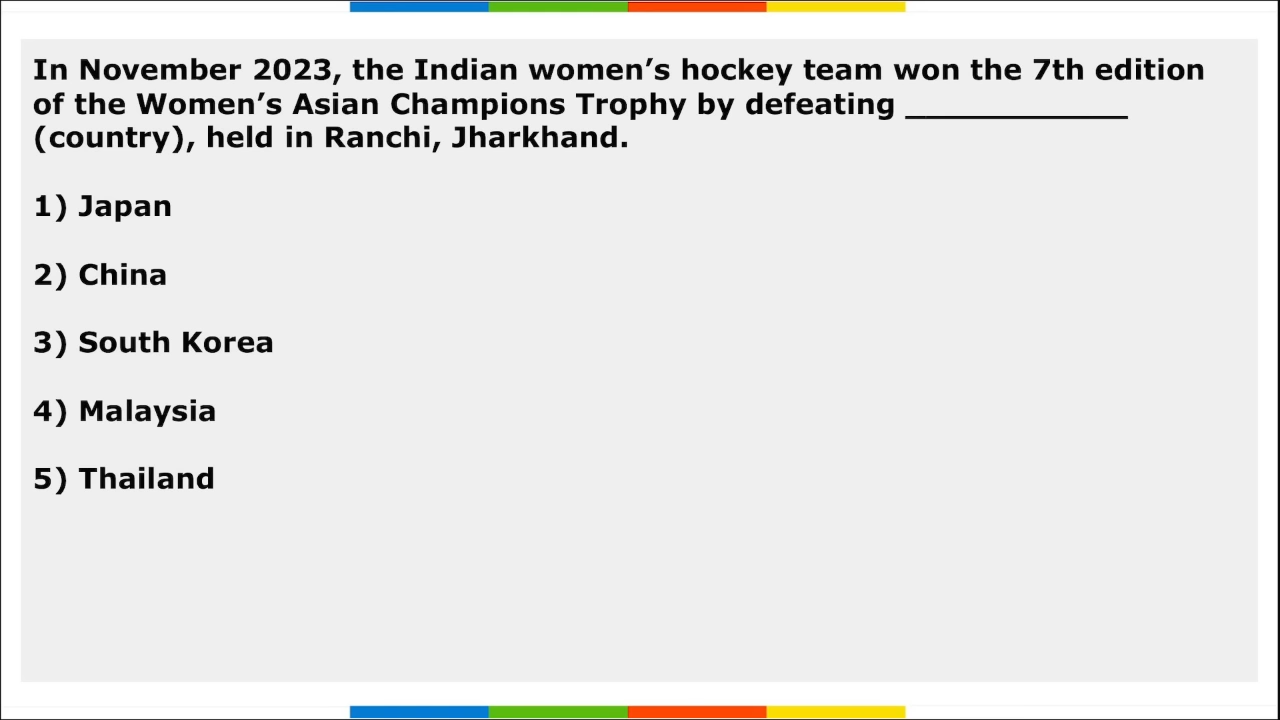 In November 2023, the Indian women’s hockey team won the 7th edition
of the Women’s Asian Champions Trophy by defeating _____________
(country), held in Ranchi, Jharkhand.
1) Japan
2) China
3) South Korea
4) Malaysia
5) Thailand